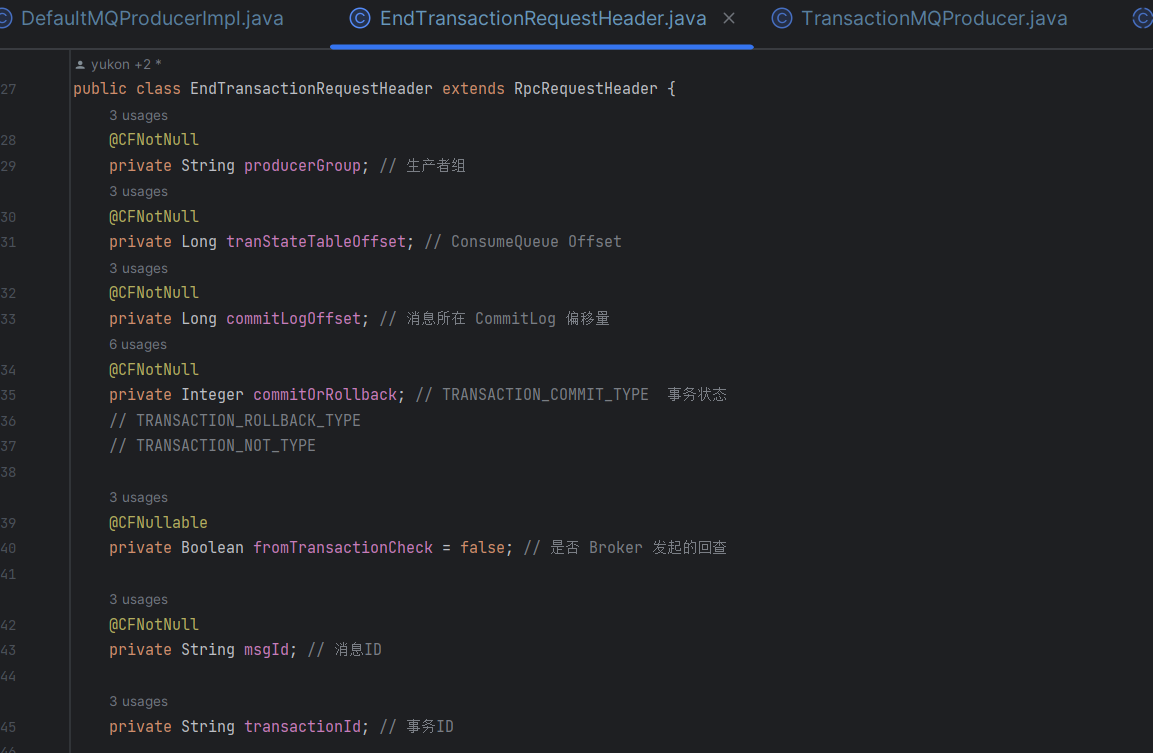 DefaultMQProducerImpl.java EndTransactionRequestHeader.java × TransactionMQProducer.java
yukon +2 *
27 public class EndTransactionRequestHeader extends RpcRequestHeader {
3 usages
28 @CFNotNull
29 private String producerGroup; // 生产者组
3 usages
30 @CFNotNull
31 private Long tranStateTableOffset; // ConsumeQueue Offset
3 usages
32 @CFNotNull
33 private Long commitLogOffset; // 消息所在 CommitLog 偏移量
6 usages
34 @CFNotNull
35 private Integer commitOrRollback; // TRANSACTION_COMMIT_TYPE 事务状态
36 // TRANSACTION_ROLLBACK_TYPE
37 // TRANSACTION_NOT_TYPE
38
3 usages
39 @CFNullable
40 private Boolean fromTransactionCheck = false; // 是否 Broker 发起的回查
41
3 usages
42 @CFNotNull
43 private String msgId; // 消息ID
44
3 usages
45 private String transactionId; // 事务ID
46